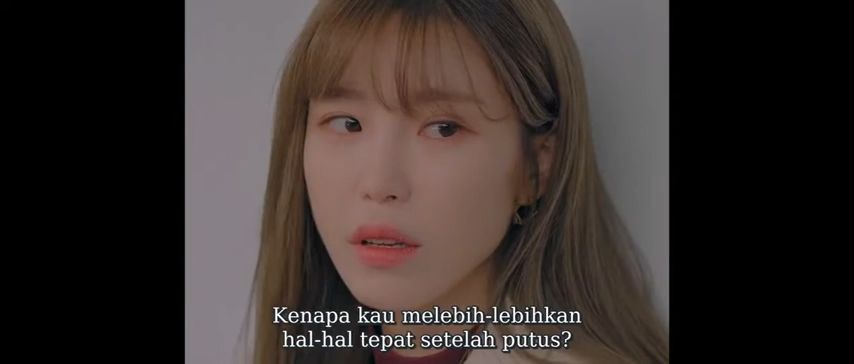 Kenapa kau melebih-lebihkan
hal-hal tepat setelah putus?